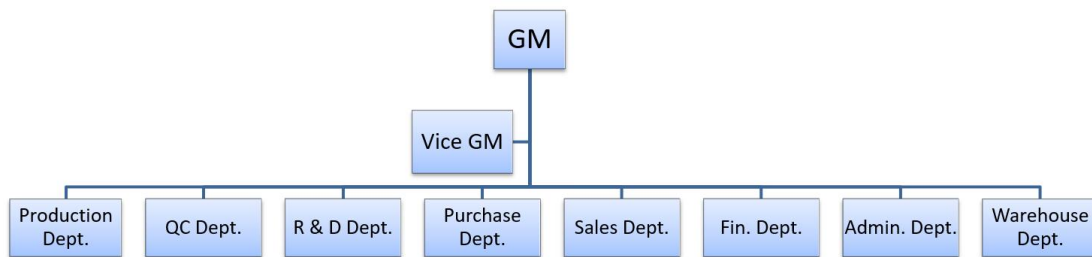 GM
Vice GM
Production
Dept.
QC Dept.
R & D Dept.
Purchase
Dept.
Sales Dept.
Fin. Dept.
Admin. Dept.
Warehouse
Dept.